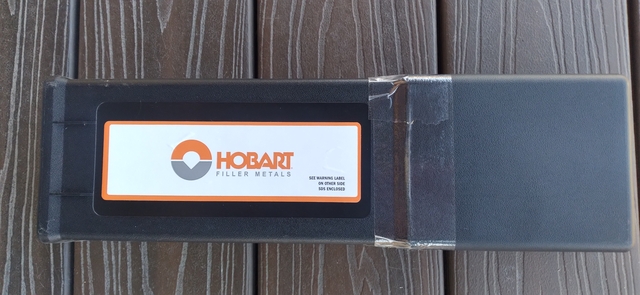 HOBART
FILLER METALS
SEE WARNING LABEL
ON OTHER SIDE
SDS ENCLOSED